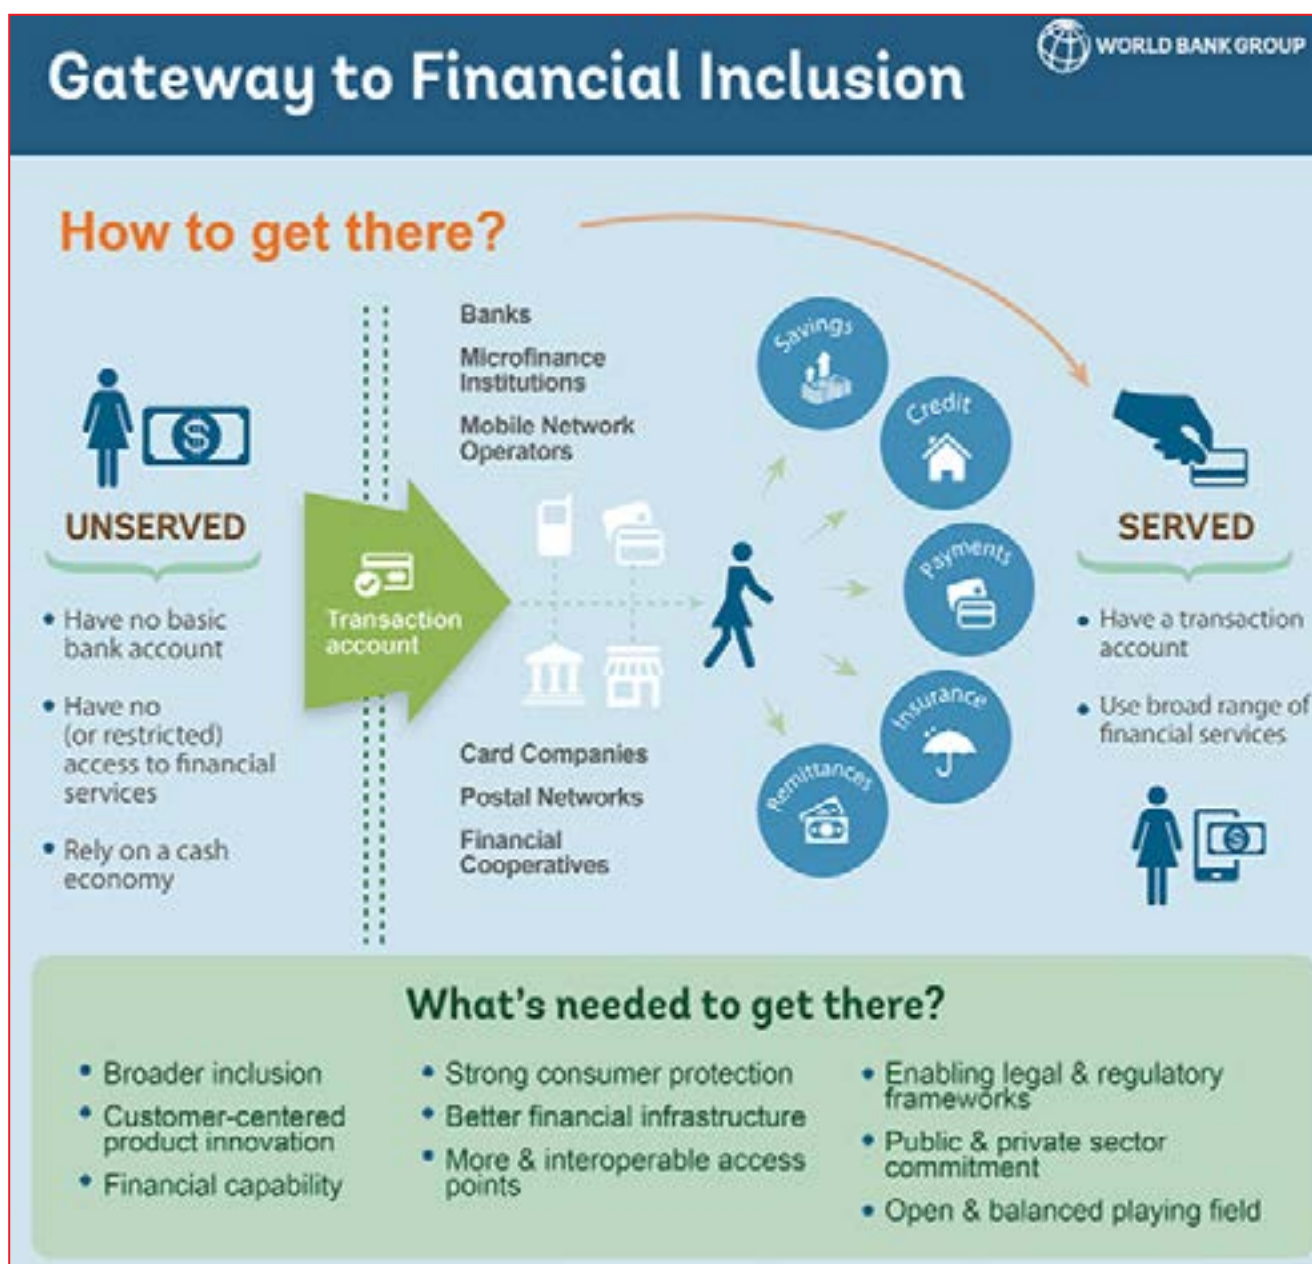 Gateway to Financial Inclusion
WORLD BANK GROUP
How to get there?
UNSERVED
• Have no basic
bank account
• Have no
(or restricted)
access to financial
services
• Rely on a cash
economy
Transaction
account
Banks
Microfinance
Institutions
Mobile Network
Operators
Card Companies
Postal Networks
Financial
Cooperatives
Savings
Credit
Payments
Insurance
Remittances
SERVED
• Have a transaction
account
• Use broad range of
financial services
What's needed to get there?
• Broader inclusion
• Customer-centered
product innovation
• Financial capability
• Strong consumer protection
• Better financial infrastructure
• More & interoperable access
points
• Enabling legal & regulatory
frameworks
• Public & private sector
commitment
• Open & balanced playing field